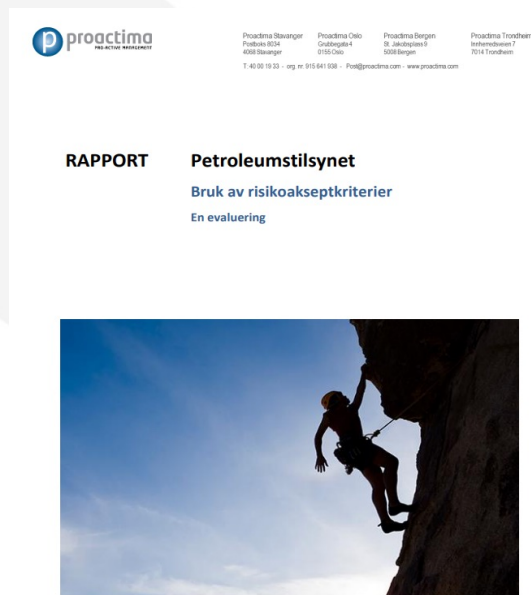 proactima
PRO-ACTIVE MANAGEMENT
Proactima Stavanger
Postboks 8034
4068 Stavanger
Proactima Oslo
Grubbegata 4
0155 Oslo
Proactima Bergen
St. Jakobsplass 9
5008 Bergen
Proactima Trondheim
Innherredsveien 7
7014 Trondheim
T: 40 00 19 33 - org. nr. 915 641 938 - Post@proactima.com - www.proactima.com
RAPPORT Petroleumstilsynet
Bruk av risikoakseptkriterier
En evaluering